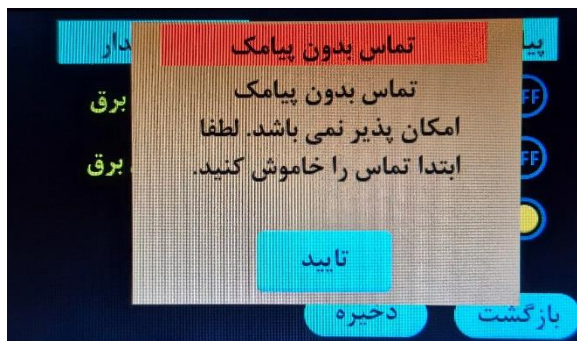 تماس بدون پیامک
تماس بدون پیامک
امکان پذیر نمی باشد. لطفا
ابتدا تماس را خاموش کنید.
تایید
برق
برق
ذخیره
بازگشت